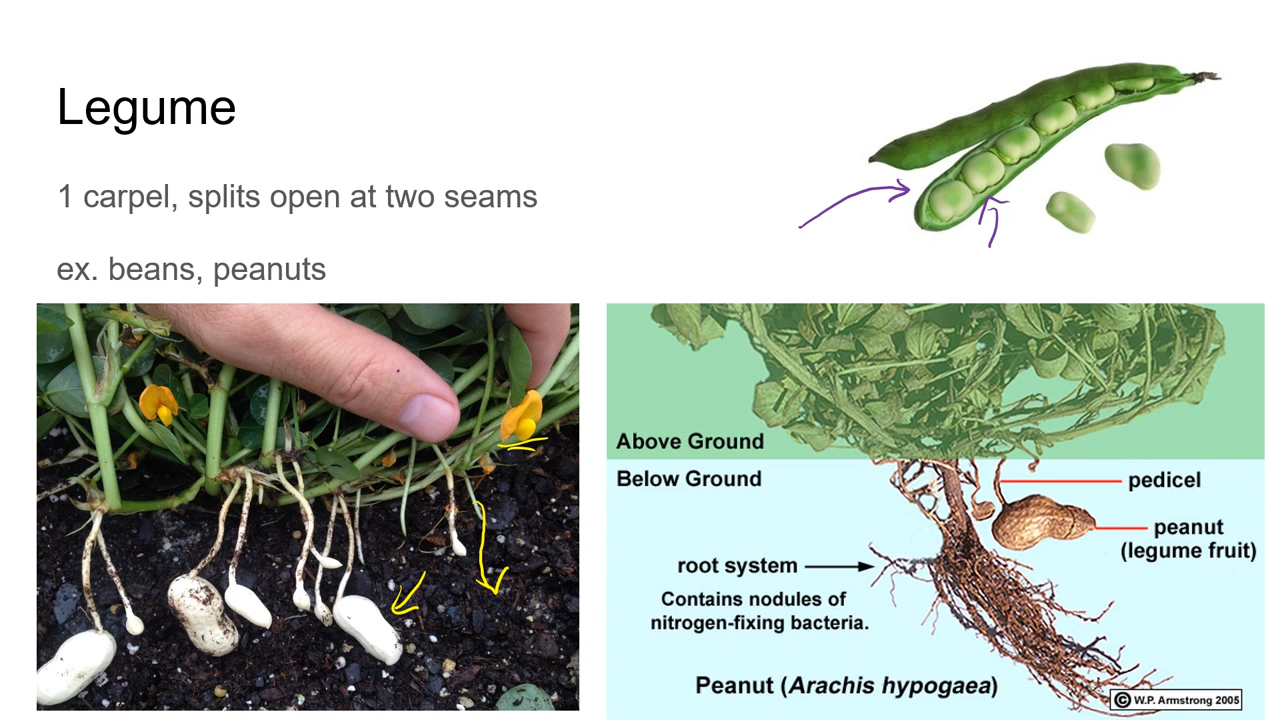 Legume
1 carpel, splits open at two seams
ex. beans, peanuts
Above Ground
Below Ground
pedicel
peanut
(legume fruit)
root system
Contains nodules of
nitrogen-fixing bacteria.
Peanut (Arachis hypogaea)
© W.P. Armstrong 2005